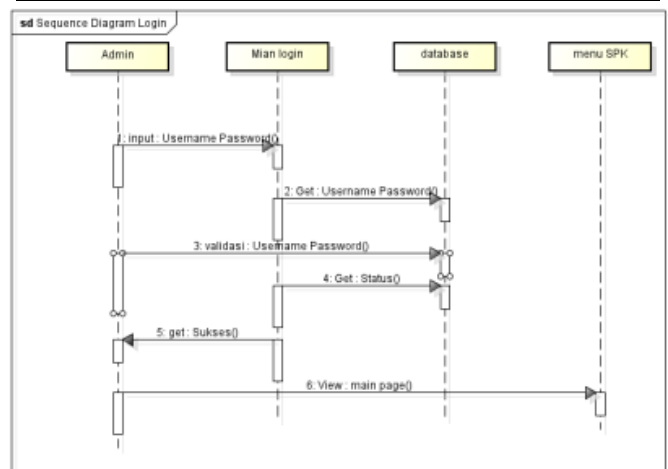 sd Sequence Diagram Login
Admin
Mian login
database
menu SPK
1: input : Username Password()
2: Get : Username Password()
3: validasi : Username Password()
4: Get : Status()
5: get : Sukses()
6: View : main page()